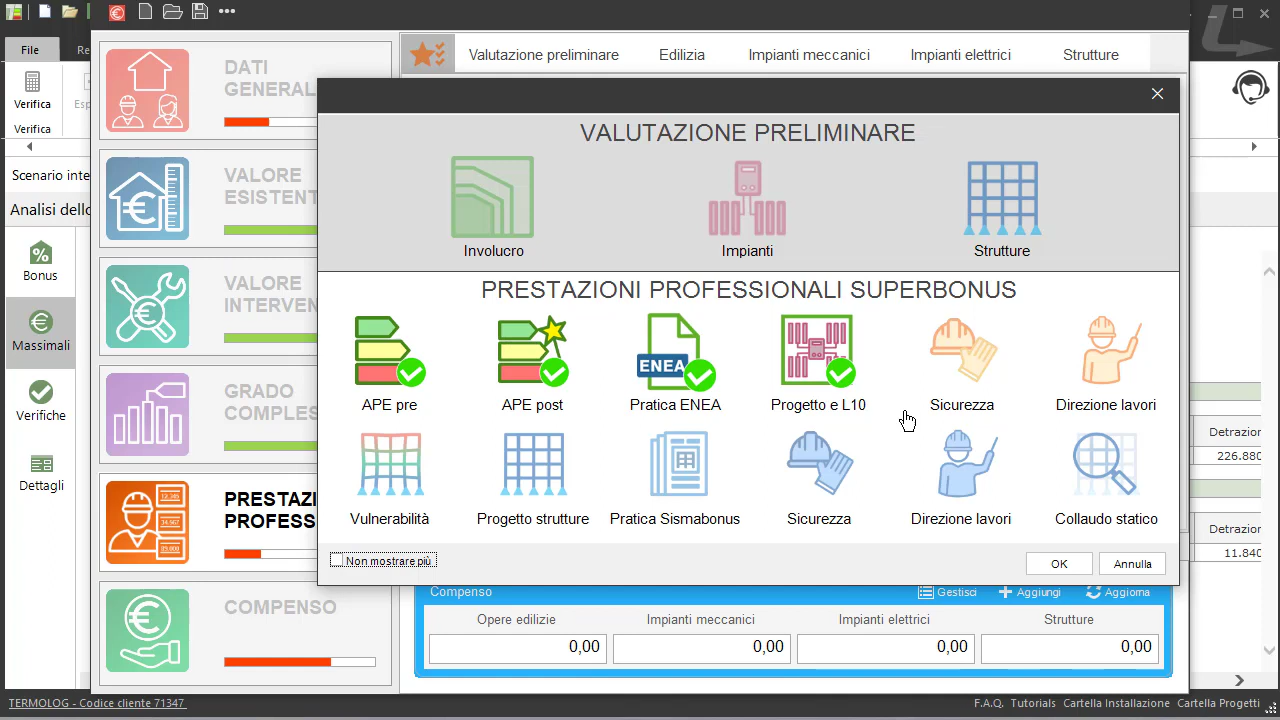 File
Re
Verifica
Esp
Verifica
Scenario inte
Analisi dello
Bonus
Massimali
Verifiche
Dettagli
DATI
GENERAL
VALORE
ESISTENT
VALORE
INTERVEN
GRADO
COMPLES
PRESTAZI
PROFESS
COMPENSO
Valutazione preliminare
Edilizia
Impianti meccanici
Impianti elettrici
Strutture
VALUTAZIONE PRELIMINARE
Involucro
Impianti
Strutture
PRESTAZIONI PROFESSIONALI SUPERBONUS
ENEA
APE pre
APE post
Pratica ENEA
Progetto e L10
Sicurezza
Direzione lavori
Vulnerabilità
Progetto strutture
Pratica Sismabonus
Sicurezza
Direzione lavori
Collaudo statico
Non mostrare più
OK
Annulla
Compenso
Gestisci
Aggiungi
Aggiorna
Opere edilizie
Impianti meccanici
Impianti elettrici
Strutture
0,00
0,00
0,00
0,00
Detrazion
226.880
Detrazion
11.840
TERMOLOG - Codice cliente 71347
F.A.Q.
Tutorials
Cartella Installazione
Cartella Progetti